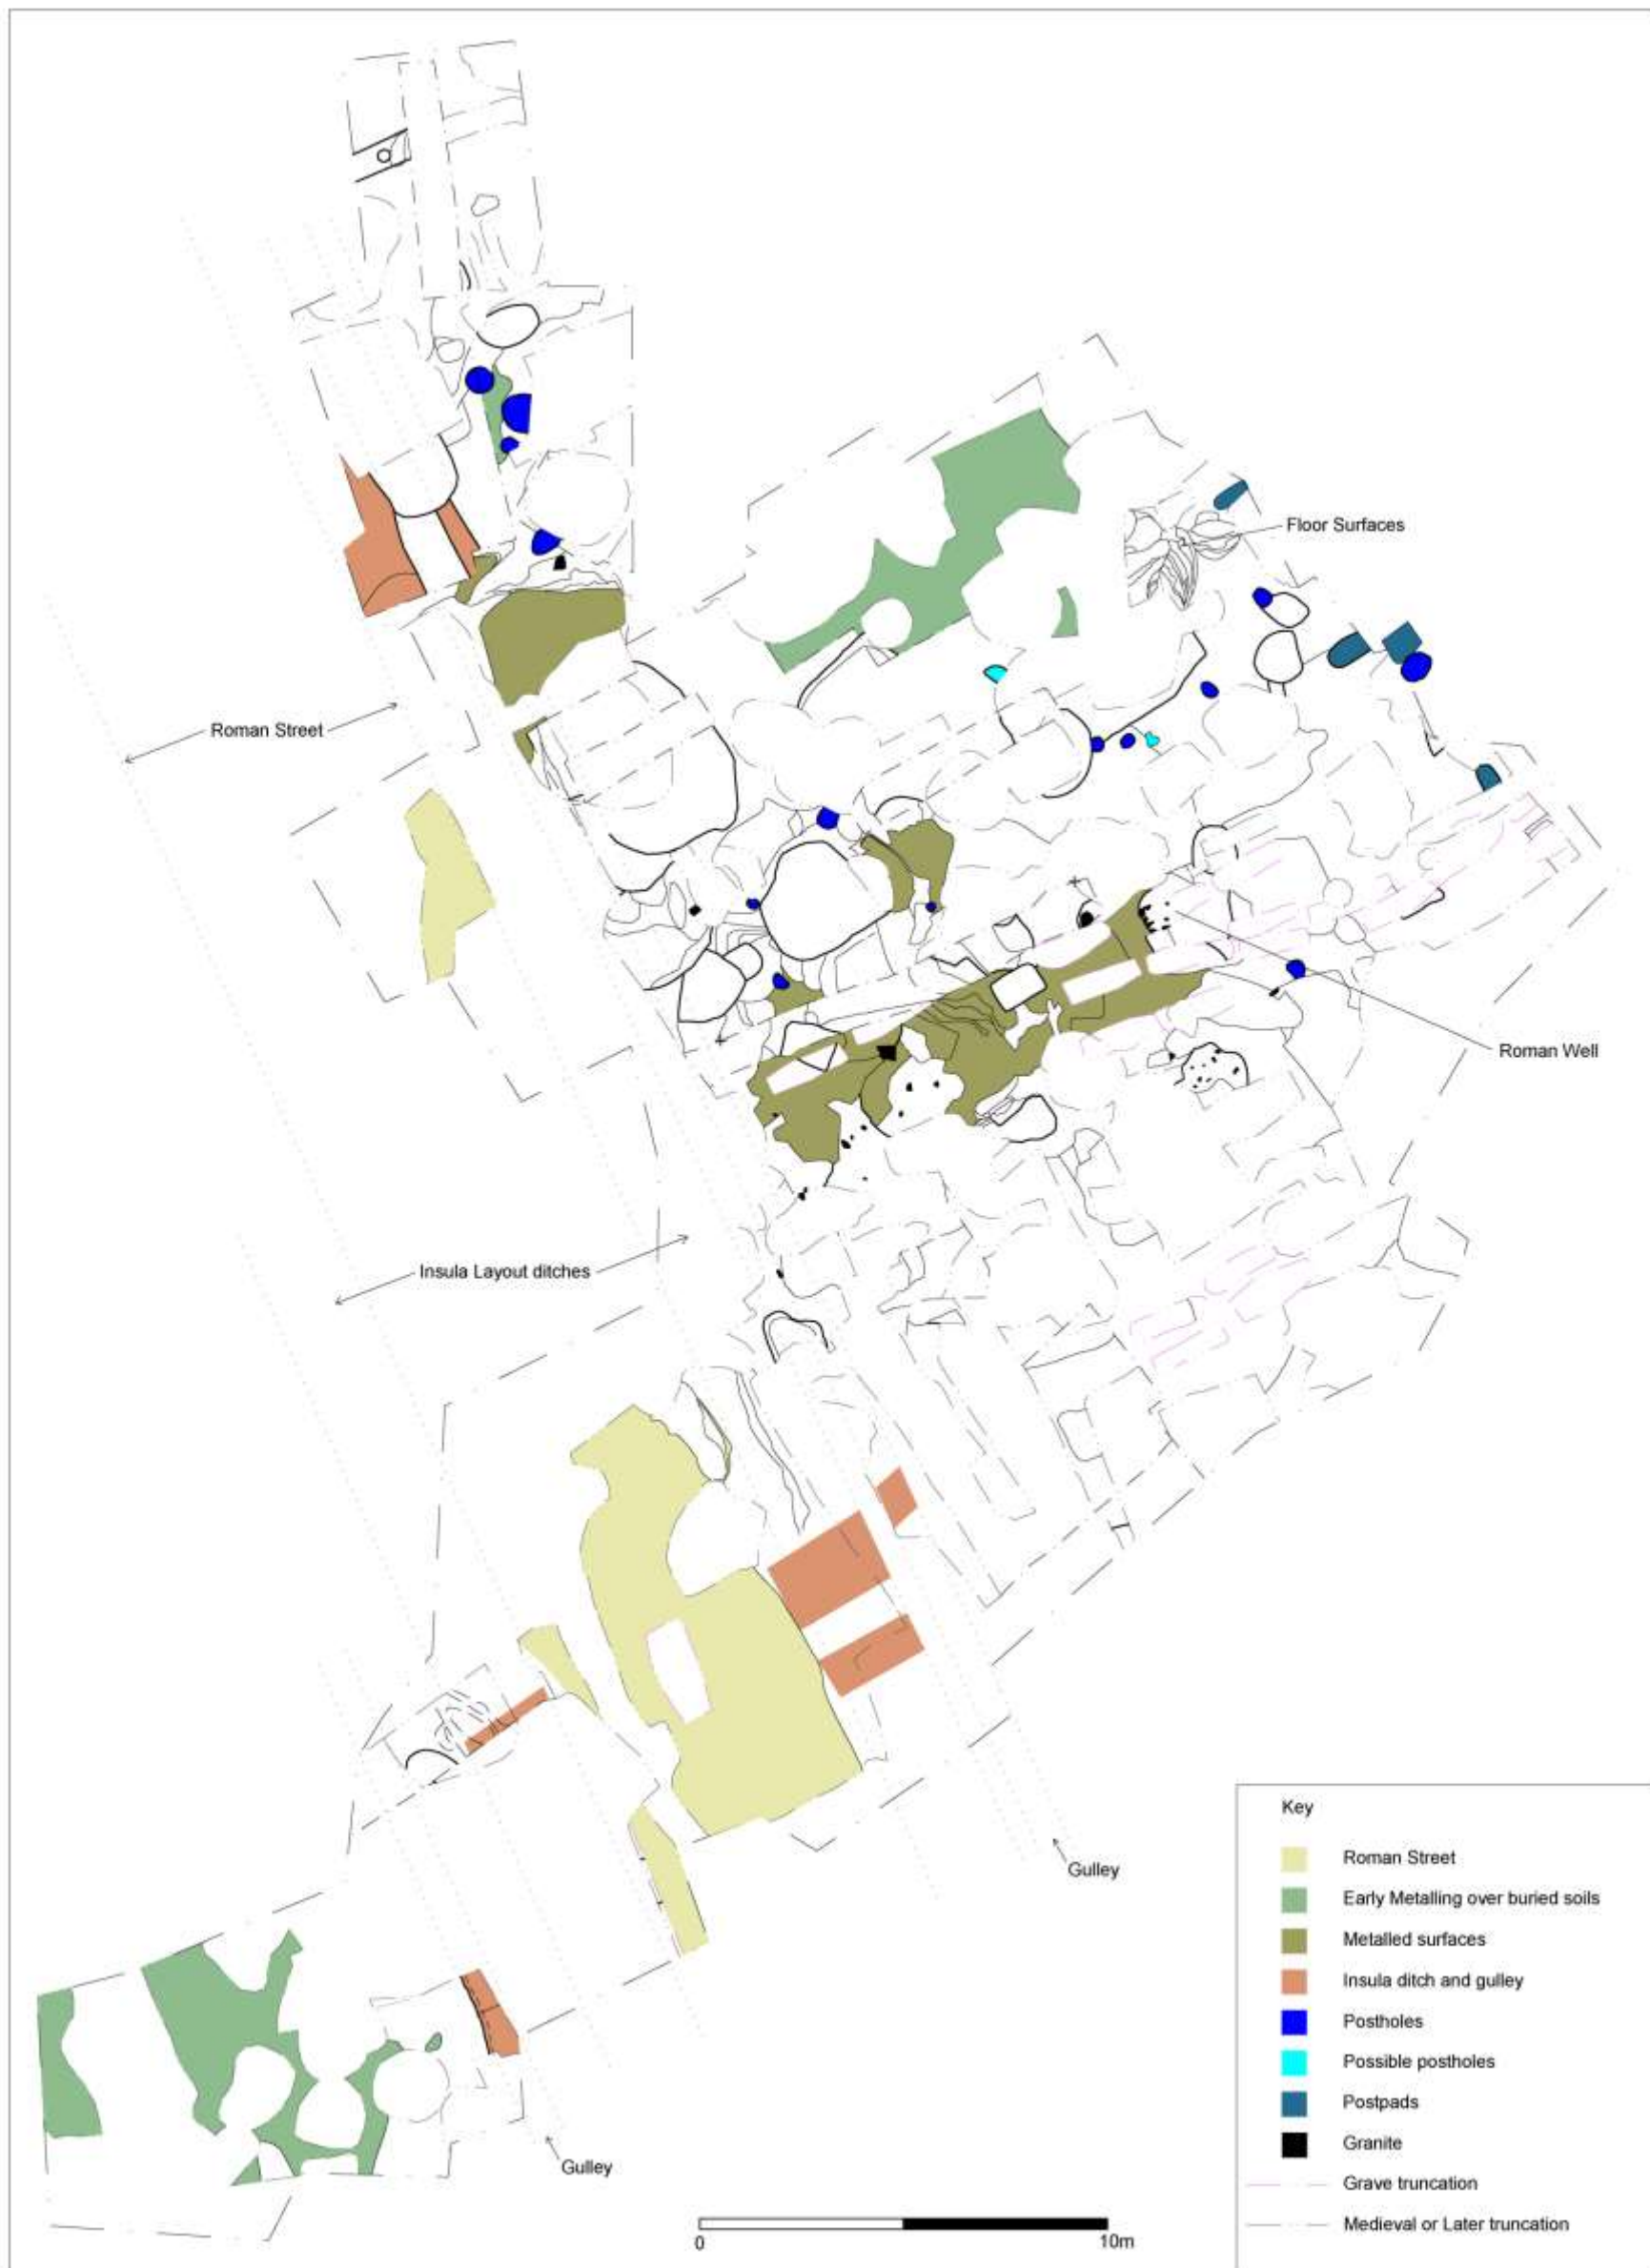 Floor Surfaces
Roman Street
Roman Well
Insula Layout ditches
Gulley
Gulley
Key
Roman Street
Early Metalling over buried soils
Metalled surfaces
Insula ditch and gulley
Postholes
Possible postholes
Postpads
Granite
Grave truncation
Medieval or Later truncation
0 10m